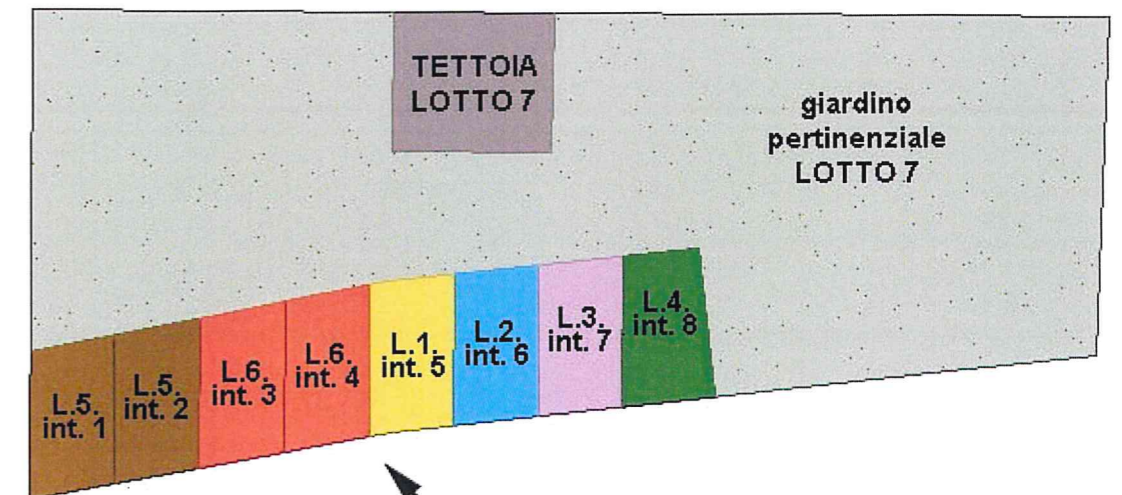 TETTOIA
LOTTO 7
giardino
pertinenziale
LOTTO 7
L.5.
int. 1
L.5.
int. 2
L.6.
int. 3
L.6.
int. 4
L.1.
int. 5
L.2.
int. 6
L.3.
int. 7
L.4.
int. 8